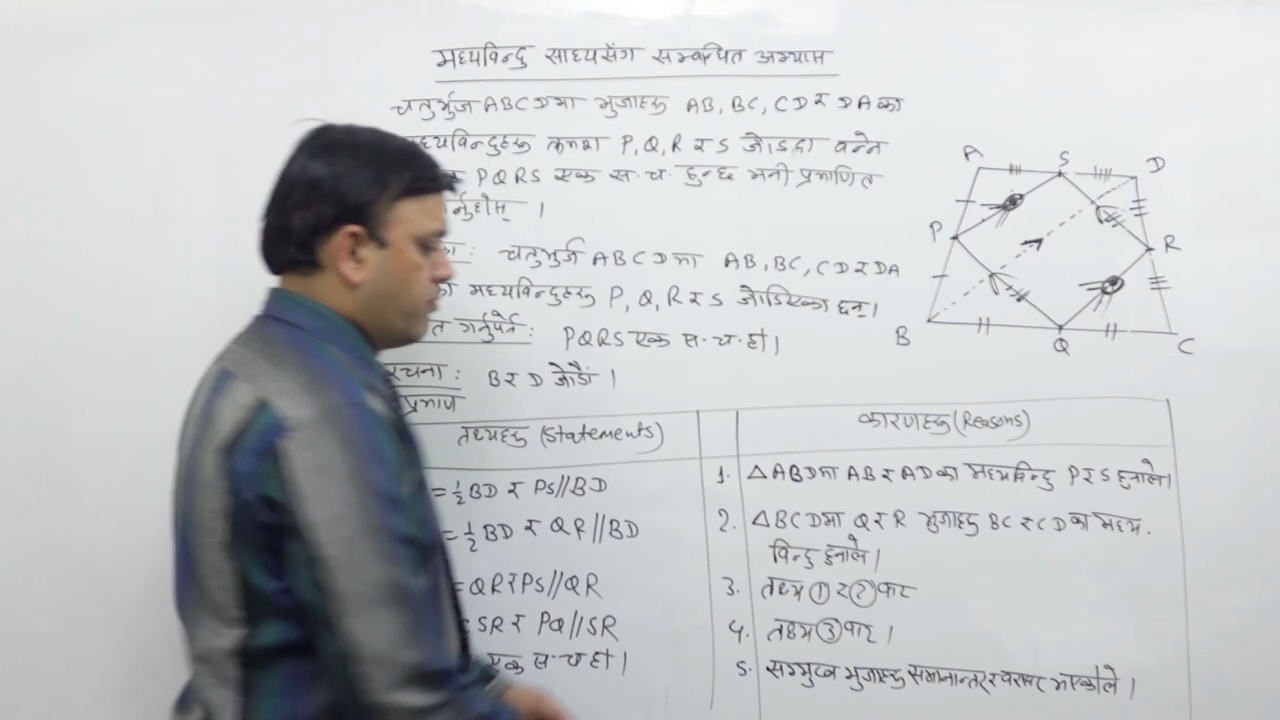 मध्यविन्दु साध्यसँग सम्बन्धित अभ्यास
चतुर्भुज ABCD मा भुजाहरू AB, BC, CD र DA का
मध्यविन्दुहरू क्रमश P, Q, R र S जोड्दा बन्ने
PQRS एक स.च. हुन्छ भनी प्रमाणित
गर्नुहोस् ।
चतुर्भुज ABCD मा AB, BC, CD र DA
का मध्यविन्दुहरू P, Q, R र S जोडिएका छन् ।
गर्नुपर्ने : PQRS एक स.च. हो ।
रचना : B र D जोडौं ।
प्रमाण
तथ्यहरू (Statements)
कारणहरू (Reasons)
= ½ BD र PS//BD
1. △ABD मा AB र AD का मध्यविन्दु P र S हुनाले ।
= ½ BD र QR//BD
2. △BCD मा Q र R भुजाहरू BC र CD का मध्य-
विन्दु हुनाले ।
= QR र PS//QR
3. तथ्य ① र ② बाट
= SR र PQ//SR
4. तथ्य ③ बाट ।
एक स.च. हो ।
5. सम्मुख भुजाहरू समानान्तर र बराबर भएकोले ।
A S D
P R
B Q C